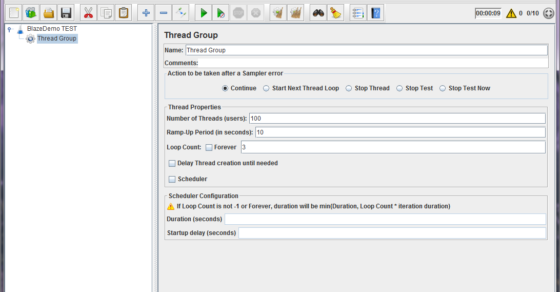 00:00:09 0 0/10
BlazeDemo TEST
Thread Group
Thread Group
Name: Thread Group
Comments:
Action to be taken after a Sampler error
Continue Start Next Thread Loop Stop Thread Stop Test Stop Test Now
Thread Properties
Number of Threads (users): 100
Ramp-Up Period (in seconds): 10
Loop Count: Forever 3
Delay Thread creation until needed
Scheduler
Scheduler Configuration
If Loop Count is not -1 or Forever, duration will be min(Duration, Loop Count * iteration duration)
Duration (seconds)
Startup delay (seconds)